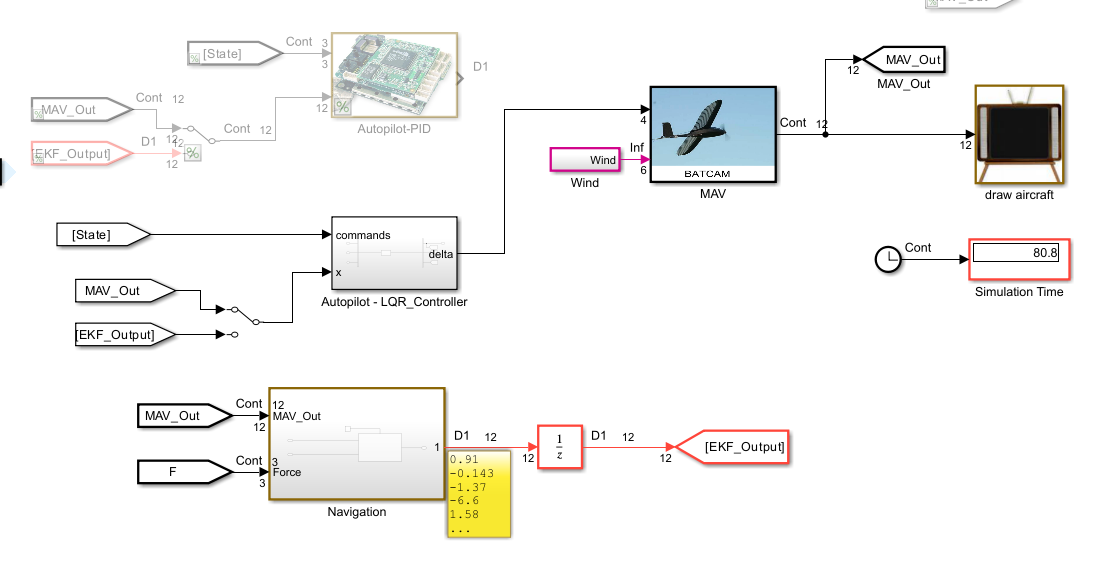 [State]
Cont
3
3
D1
MAV_Out
Cont
12
12
Cont
12
12
%
Autopilot-PID
[EKF_Output]
D1
12
12
%
MAV_Out
12
MAV_Out
4
Cont
12
12
Wind
Inf
6
Wind
BATCAM
MAV
draw aircraft
[State]
commands
delta
x
Autopilot - LQR_Controller
Cont
80.8
Simulation Time
MAV_Out
[EKF_Output]
MAV_Out
Cont
12
12
MAV_Out
F
Cont
3
3
Force
1
Navigation
D1
12
12
1
z
D1
12
12
[EKF_Output]
0.91
-0.143
-1.37
-6.6
1.58
...